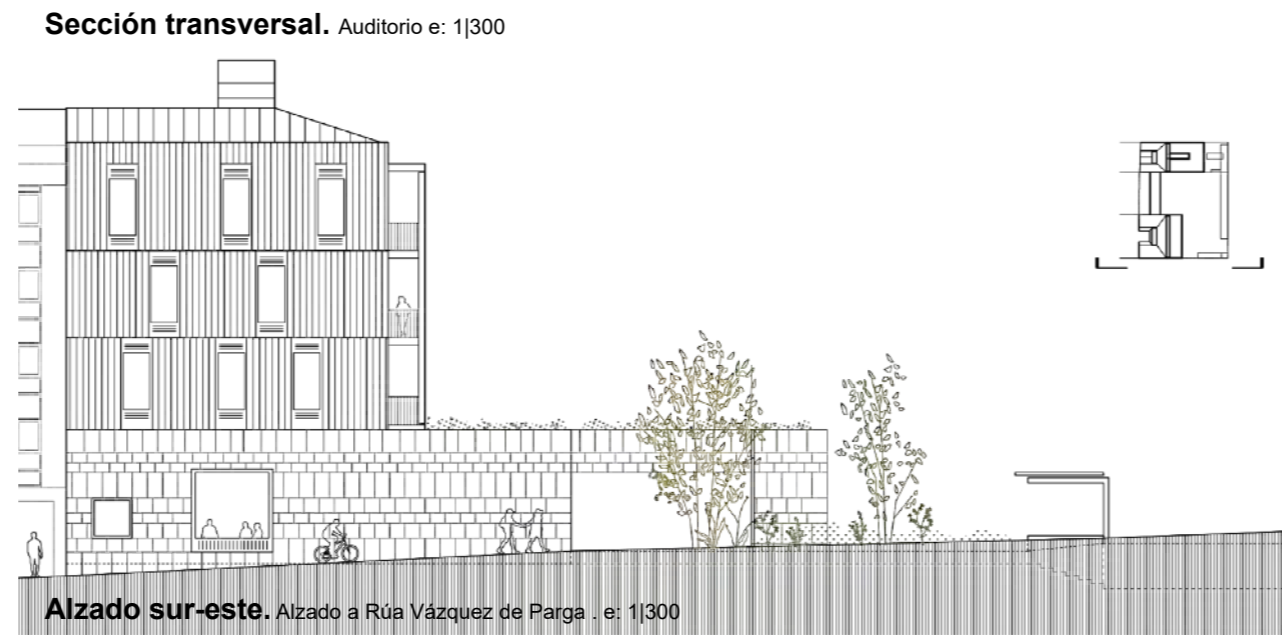 Sección transversal. Auditorio e: 1|300
Alzado sur-este. Alzado a Rúa Vázquez de Parga . e: 1|300